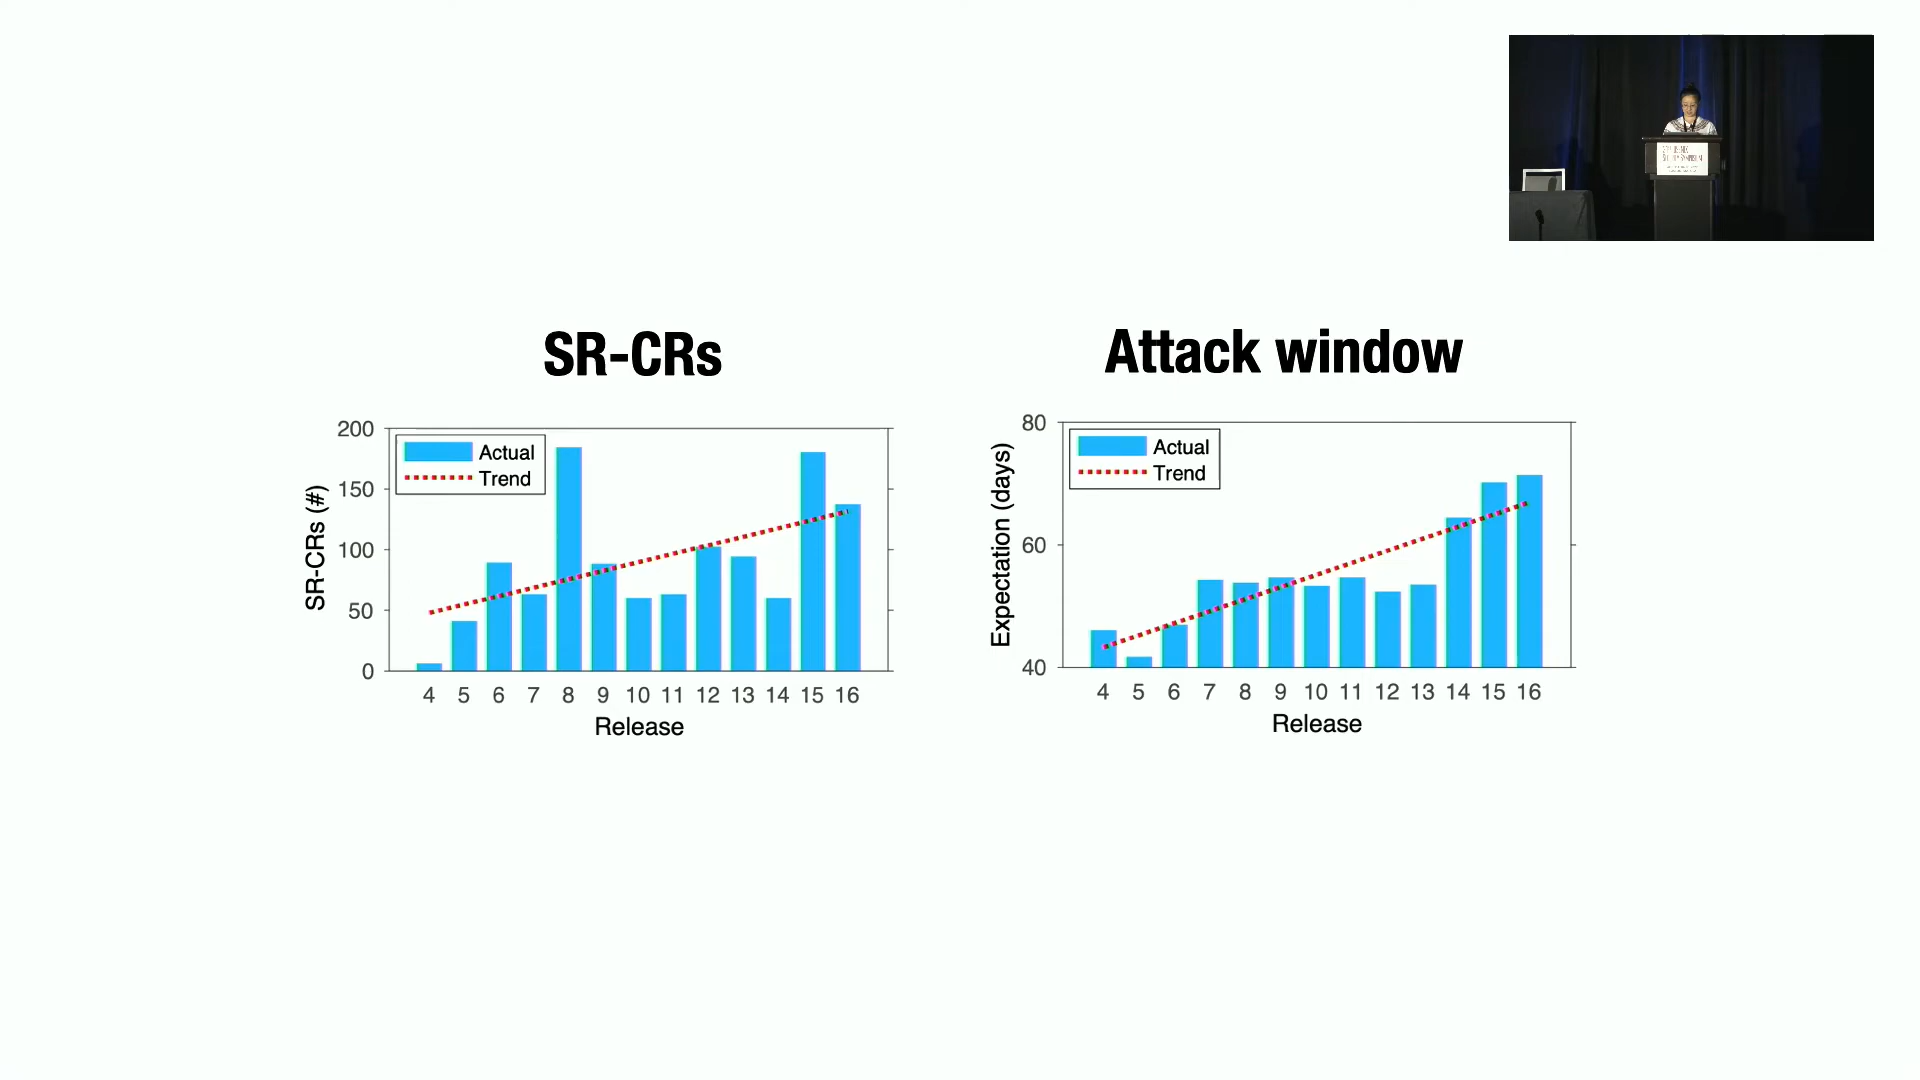 SR-CRs
200
150
100
50
0
SR-CRs (#)
Actual
Trend
4 5 6 7 8 9 10 11 12 13 14 15 16
Release
Attack window
80
60
40
Expectation (days)
Actual
Trend
4 5 6 7 8 9 10 11 12 13 14 15 16
Release